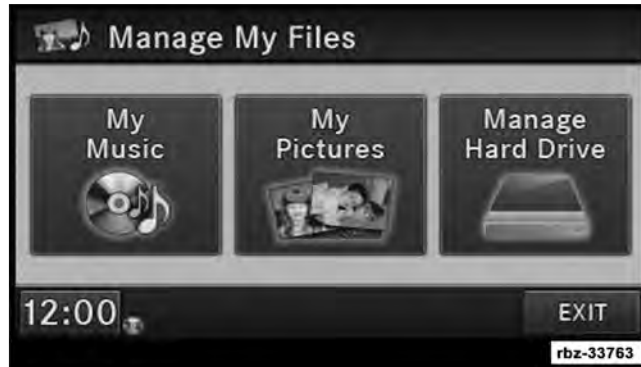 Manage My Files
My
Music
My
Pictures
Manage
Hard Drive
12:00
EXIT
rbz-33763